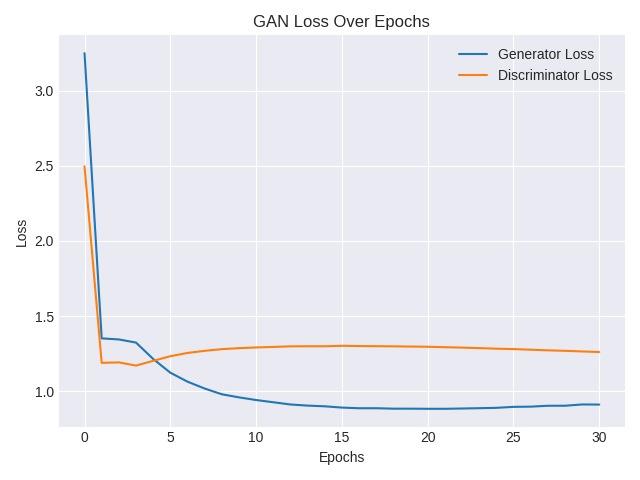 GAN Loss Over Epochs
Generator Loss
Discriminator Loss
3.0
2.5
2.0
1.5
1.0
Loss
0 5 10 15 20 25 30
Epochs